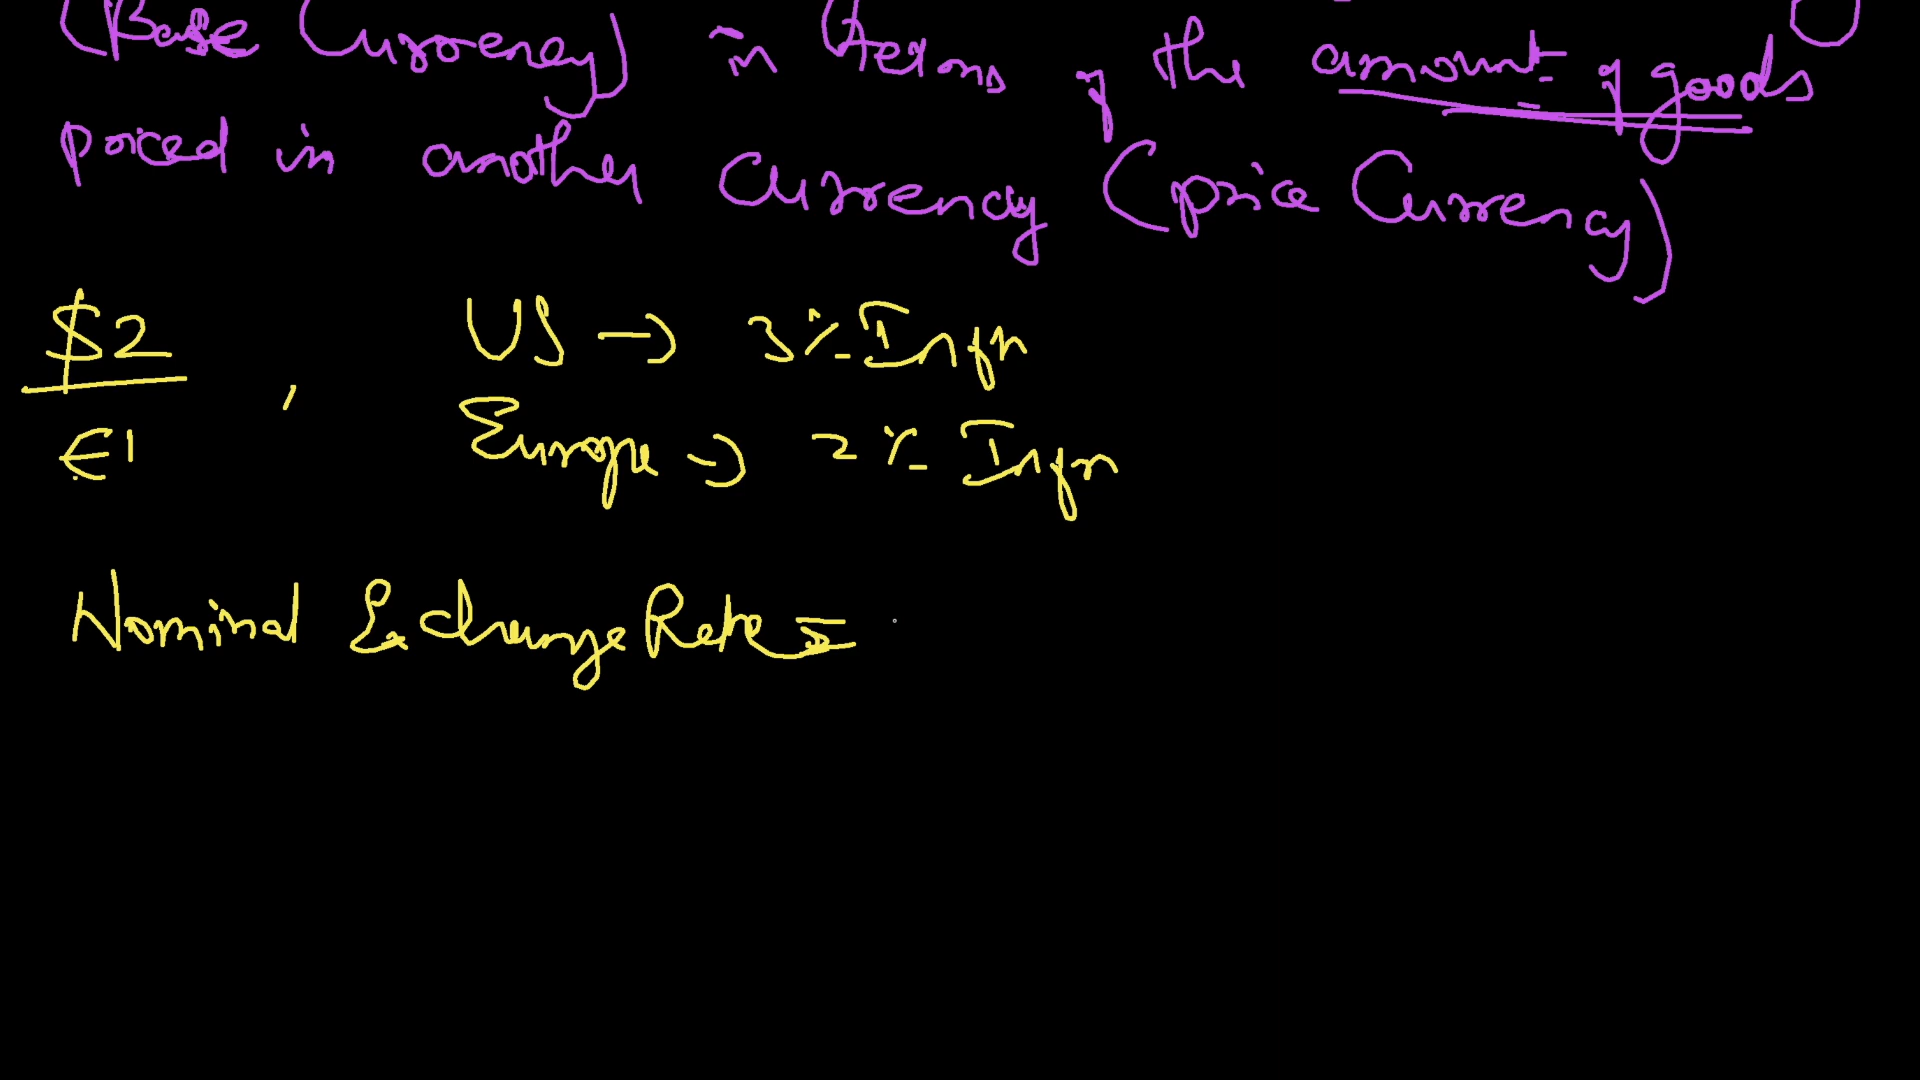 (Base Currency) in terms of the amount of goods
priced in another Currency (price Currency)
$2 , US → 3% Infn
€1 Europe → 2% Infn
Nominal Exchange Rate =